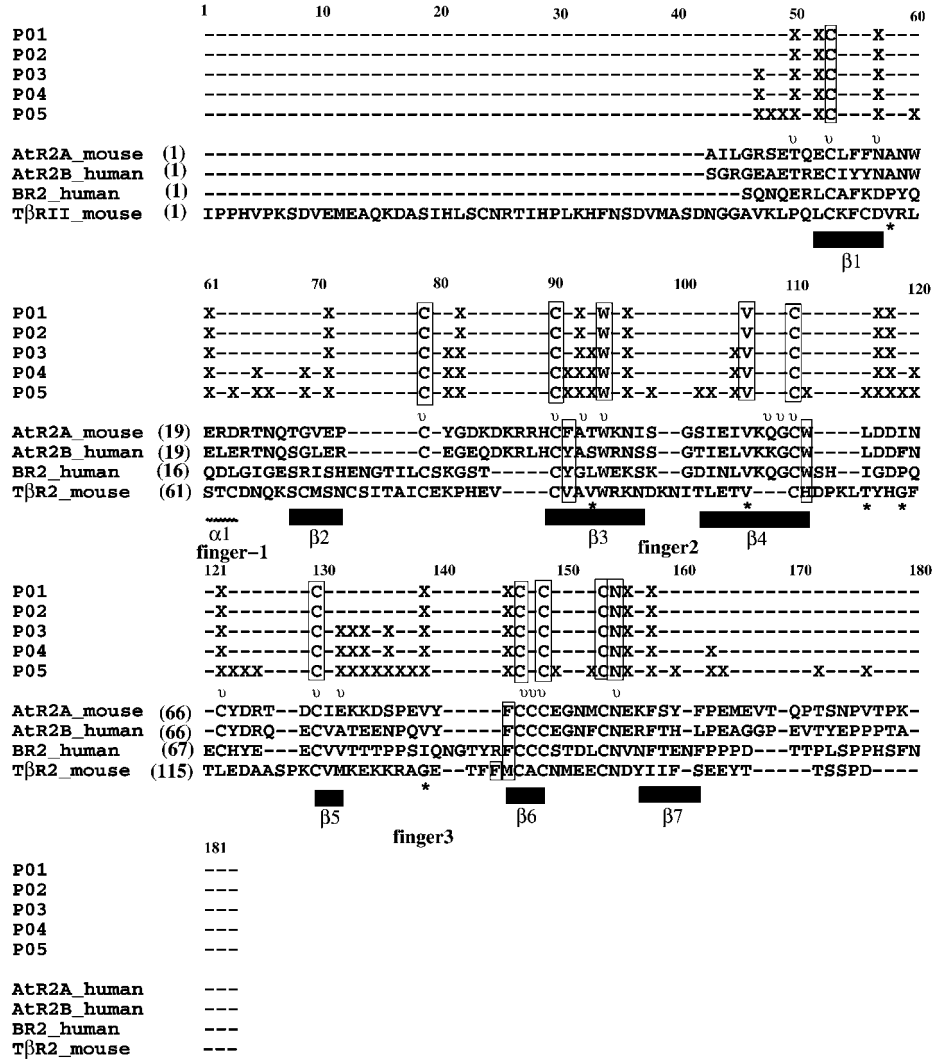 1 10 20 30 40 50 60
P01 -------------------------------------------------X-XC---X---
P02 -------------------------------------------------X-XC---X---
P03 ----------------------------------------------X--X-XC---X---
P04 ----------------------------------------------X--X-XC---X---
P05 ----------------------------------------------XXXX-XC---X--X
υ υ υ
AtR2A_mouse (1) ------------------------------------------AILGRSETQECLFFNANW
AtR2B_human (1) ------------------------------------------SGRGEAETRECIYYNANW
BR2_human (1) ---------------------------------------------SQNQERLCAFKDPYQ
TβRII_mouse (1) IPPHVPKSDVEMEAQKDASIHLSCNRTIHPLKHFNSDVMASDNGGAVKLPQLCKFCDVRL
*
β1
61 70 80 90 100 110 120
P01 X---------X-------C--X-------C-X-W-X---------V---C------XX--
P02 X---------X-------C--X-------C-X-W-X---------V---C------XX--
P03 X---------X-------C-XX-------C-XXW-X--------XV---C------XX--
P04 X---X---X-X-------C-XX-------CXXXW-X--------XV---C------XX-X
P05 X-X-XX--X-X-------C-XX-------CXXXW-X-X---XX-XV---CX----XXXXX
υ υ υ υ υυυ
AtR2A_mouse (19) ERDRTNQTGVEP------C-YGDKDKRRHCFATWKNIS--GSIEIVKQGCW----LDDIN
AtR2B_human (19) ELERTNQSGLER------C-EGEQDKRLHCYASWRNSS--GTIELVKKGCW----LDDFN
BR2_human (16) QDLGIGESRISHENGTILCSKGST-----CYGLWEKSK--GDINLVKQGCWSH--IGDPQ
TβR2_mouse (61) STCDNQKSCMSNCSITAICEKPHEV----CVAVWRKNDKNITLETV---CHDPKLTYHGF
* * * *
α1 β2 β3 β4
finger-1 finger2
121 130 140 150 160 170 180
P01 -X-------C--------X------XC-C----CNX-X----------------------
P02 -X-------C--------X------XC-C----CNX-X----------------------
P03 -X-------C-XXX-X--X------XC-C----CNX-X----------------------
P04 -X-------C-XXX-X--X------XC-C----CNX-X----X-----------------
P05 -XXXX----C-XXXXXXXX------XC-CX--XCNX-X-X-XX--------X---X----
υ υ υ υυυ υ
AtR2A_mouse (66) -CYDRT--DCIEKKDSPEVY-----FCCCEGNMCNEKFSY-FPEMEVT-QPTSNPVTPK-
AtR2B_human (66) -CYDRQ--ECVATEENPQVY-----FCCCEGNFCNERFTH-LPEAGGP-EVTYEPPPTA-
BR2_human (67) ECHYE---ECVVTTTPPSIQNGTYRFCCCSTDLCNVNFTENFPPPD---TTPLSPPHSFN
TβR2_mouse (115) TLEDAASPKCVMKEKKRAGE--TFFMCACNMEECNDYIIF-SEEYT-----TSSPD----
*
β5 β6 β7
finger3
181
P01 ---
P02 ---
P03 ---
P04 ---
P05 ---
AtR2A_human ---
AtR2B_human ---
BR2_human ---
TβR2_mouse ---